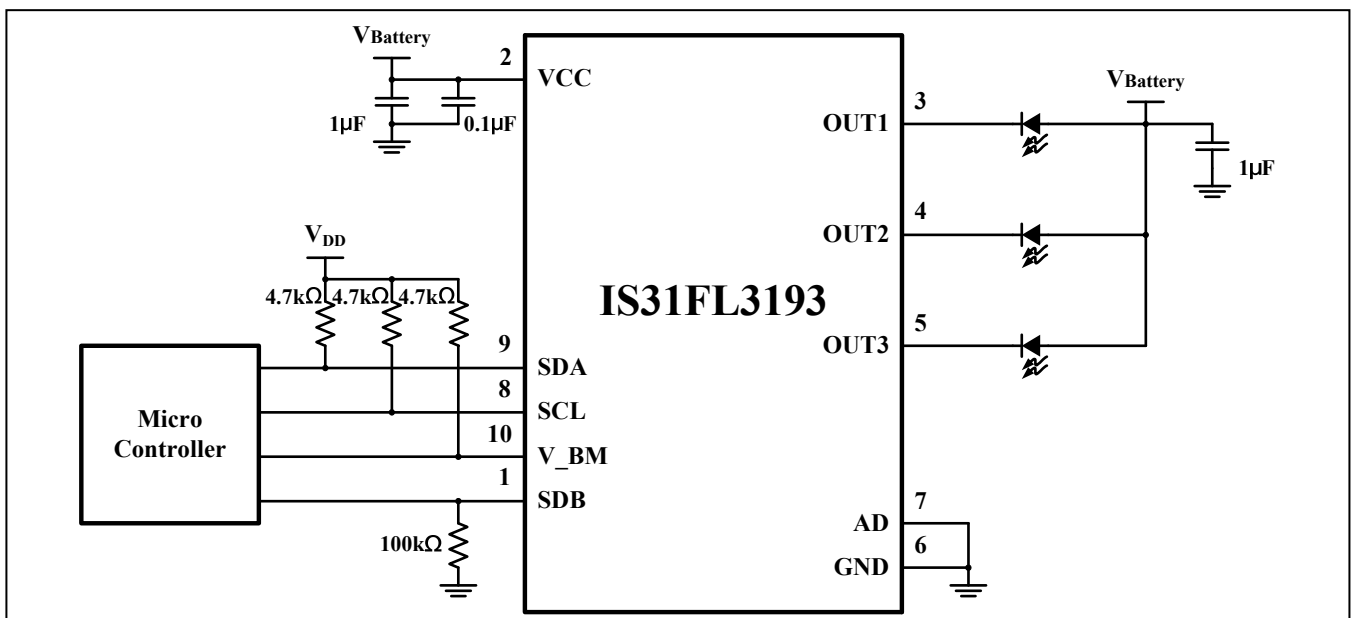 VBattery
2
VCC
1µF
0.1µF
VDD
4.7kΩ 4.7kΩ 4.7kΩ
Micro
Controller
9
SDA
8
SCL
10
V_BM
1
SDB
100kΩ
IS31FL3193
3
OUT1
4
OUT2
5
OUT3
VBattery
1µF
7
AD
6
GND